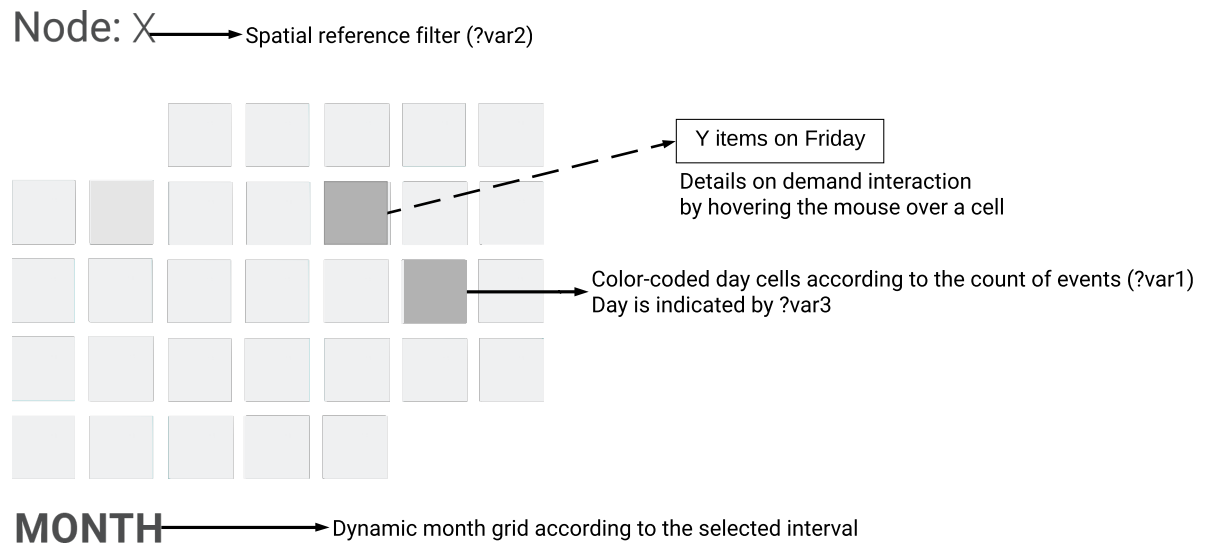 Node: X
Spatial reference filter (?var2)
Y items on Friday
Details on demand interaction
by hovering the mouse over a cell
Color-coded day cells according to the count of events (?var1)
Day is indicated by ?var3
MONTH
Dynamic month grid according to the selected interval